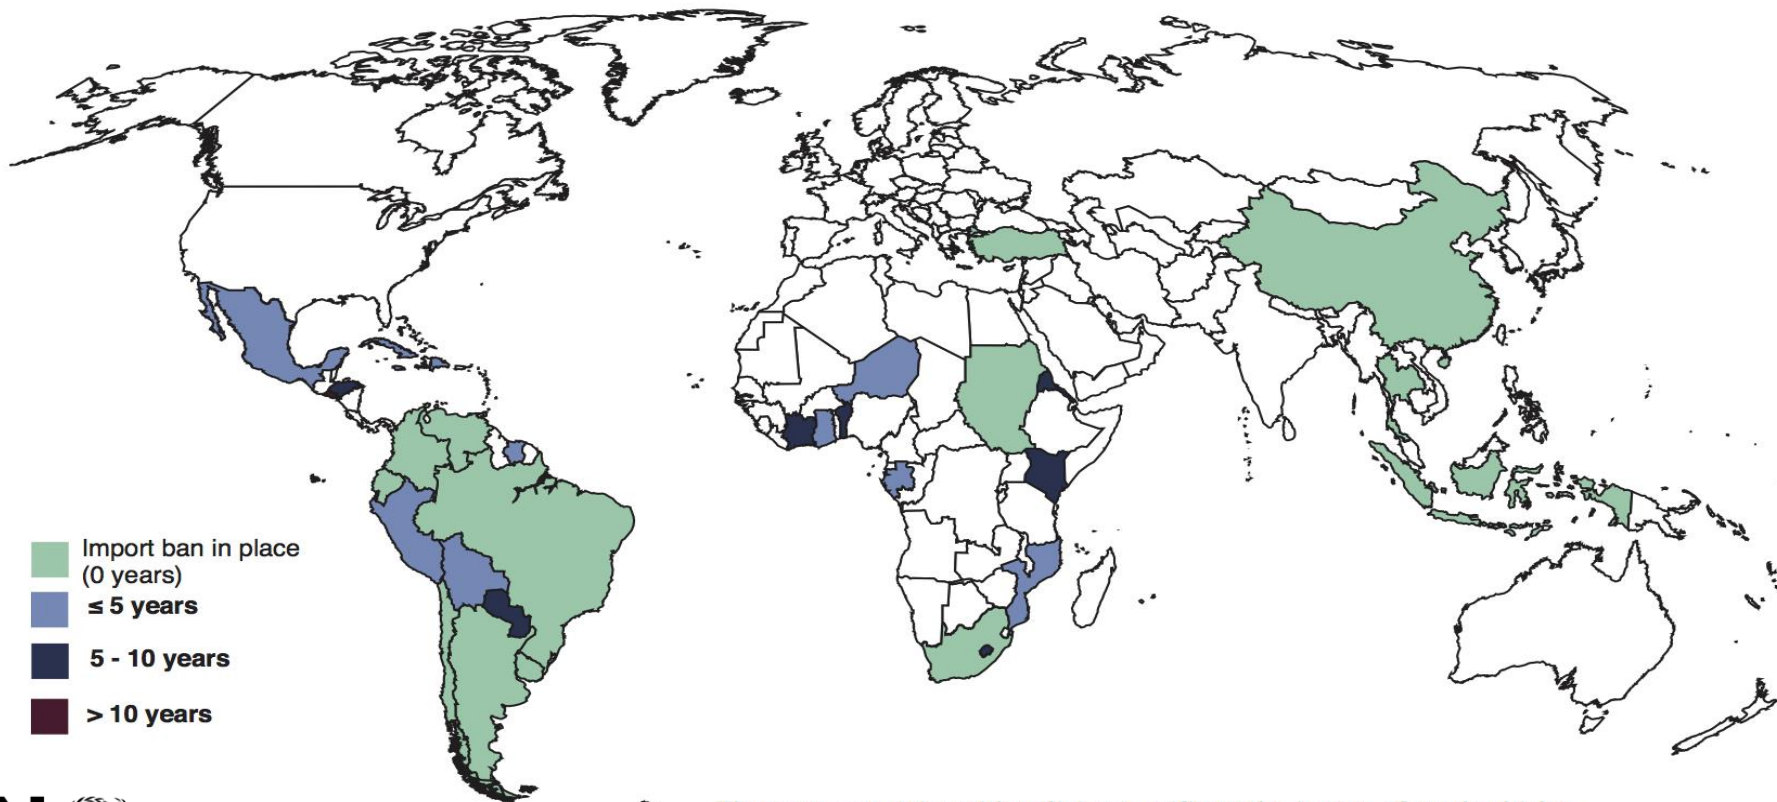 Import ban in place
(0 years)
≤ 5 years
5 - 10 years
> 10 years